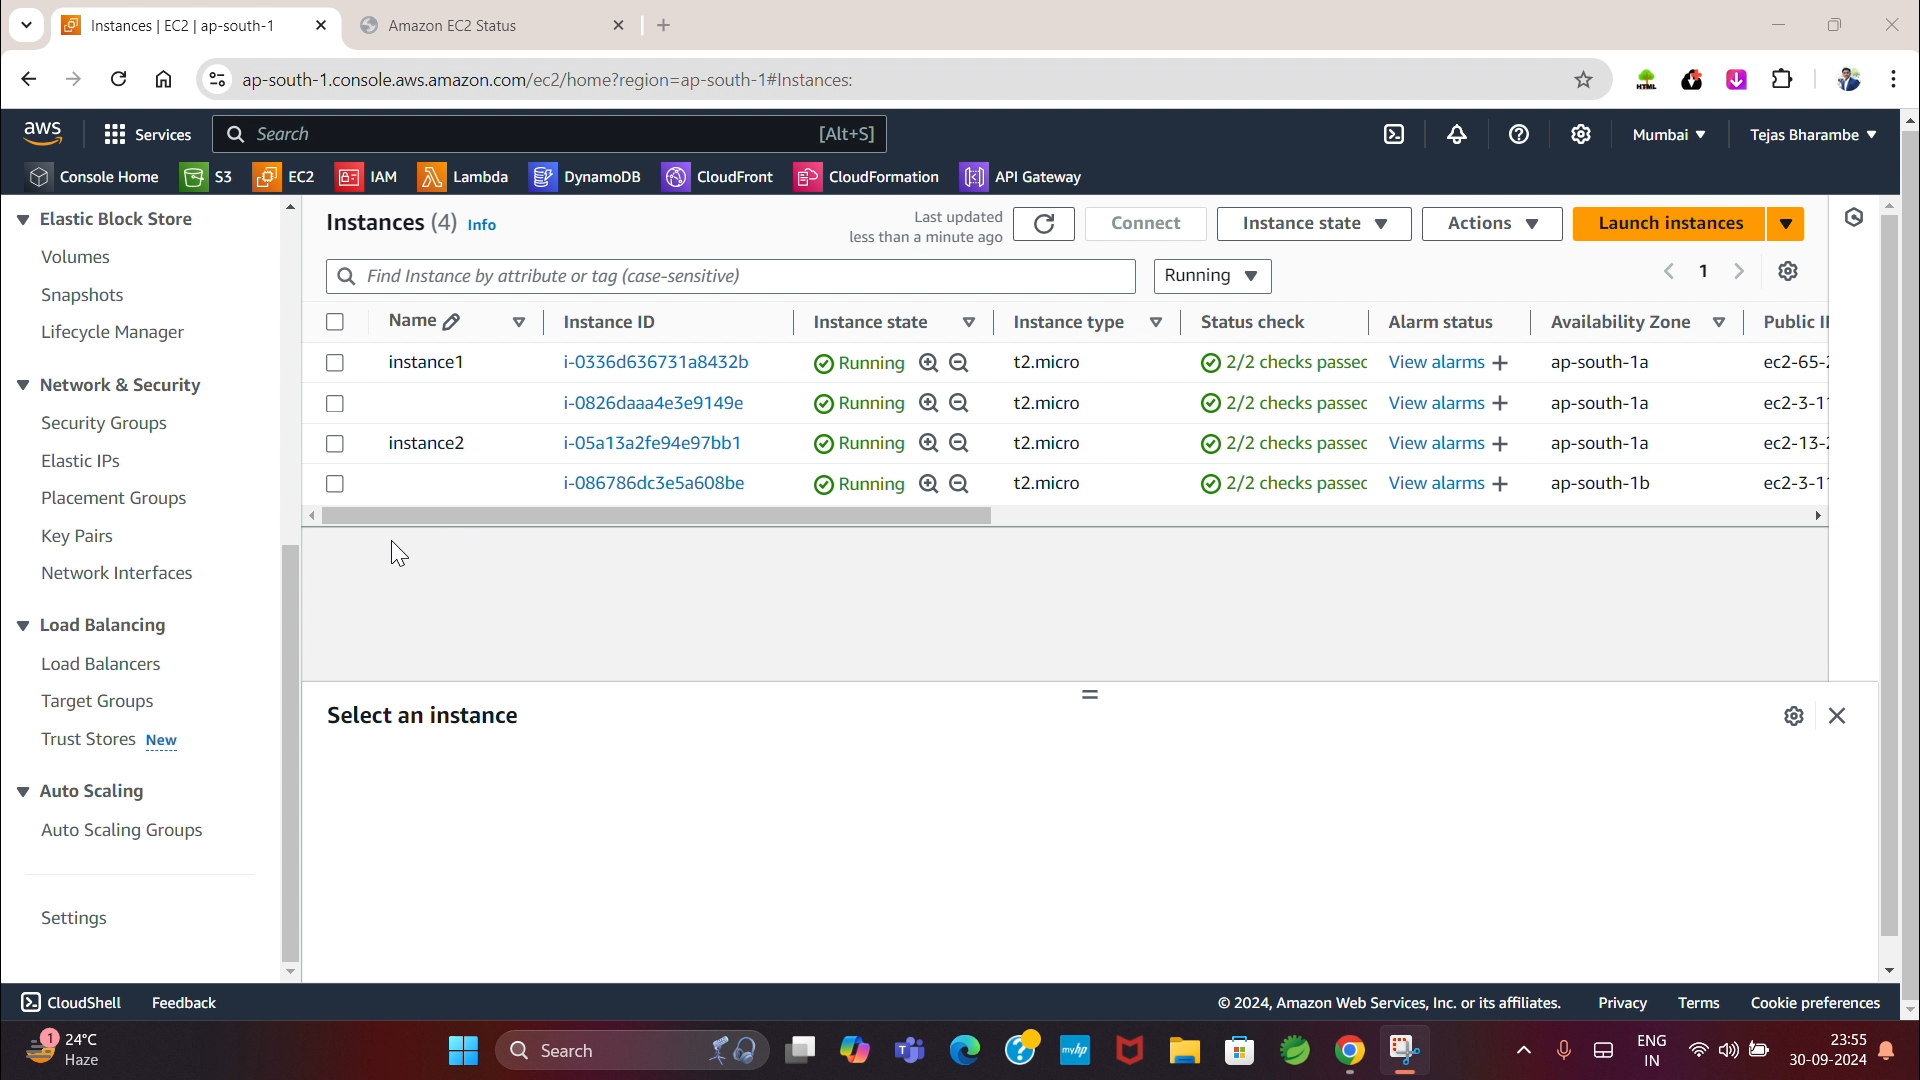 Instances | EC2 | ap-south-1
Amazon EC2 Status
ap-south-1.console.aws.amazon.com/ec2/home?region=ap-south-1#Instances:
HTML
aws
Services
Search
[Alt+S]
Mumbai
Tejas Bharambe
Console Home
S3
EC2
IAM
Lambda
DynamoDB
CloudFront
CloudFormation
API Gateway
Elastic Block Store
Volumes
Snapshots
Lifecycle Manager
Network & Security
Security Groups
Elastic IPs
Placement Groups
Key Pairs
Network Interfaces
Load Balancing
Load Balancers
Target Groups
Trust Stores New
Auto Scaling
Auto Scaling Groups
Settings
Instances (4) Info
Last updated
less than a minute ago
Connect
Instance state
Actions
Launch instances
Find Instance by attribute or tag (case-sensitive)
Running
1
Name Instance ID Instance state Instance type Status check Alarm status Availability Zone Public
instance1 i-0336d636731a8432b Running t2.micro 2/2 checks passec View alarms + ap-south-1a ec2-65-
i-0826daaa4e3e9149e Running t2.micro 2/2 checks passec View alarms + ap-south-1a ec2-3-1
instance2 i-05a13a2fe94e97bb1 Running t2.micro 2/2 checks passec View alarms + ap-south-1a ec2-13-
i-086786dc3e5a608be Running t2.micro 2/2 checks passec View alarms + ap-south-1b ec2-3-1
Select an instance
CloudShell
Feedback
© 2024, Amazon Web Services, Inc. or its affiliates.
Privacy
Terms
Cookie preferences
1
24°C
Haze
Search
myhp
ENG
IN
23:55
30-09-2024